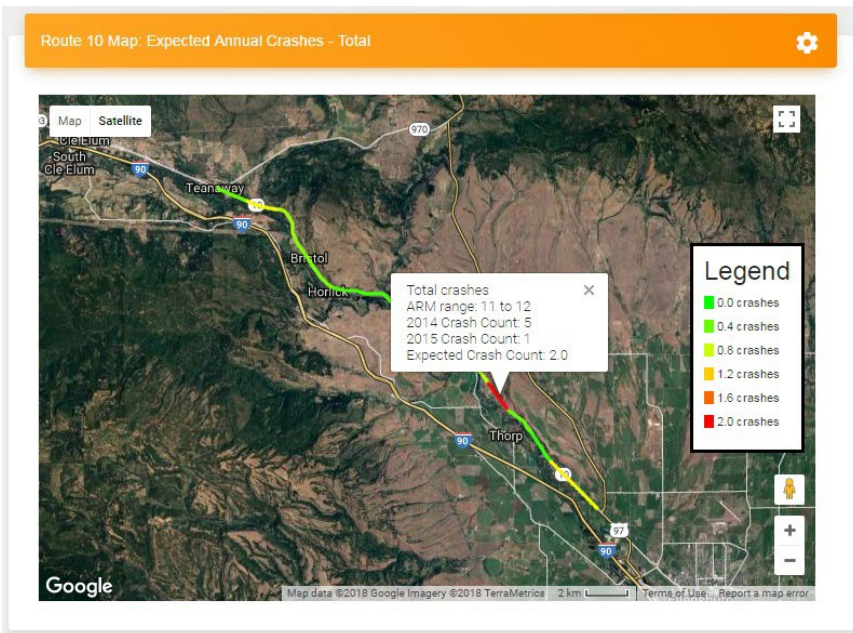 Route 10 Map: Expected Annual Crashes - Total
Map
Satellite
Cle Elum
South
Cle Elum
90
970
Teanaway
10
90
Bristol
Horlick
Total crashes
ARM range: 11 to 12
2014 Crash Count: 5
2015 Crash Count: 1
Expected Crash Count: 2.0
Legend
0.0 crashes
0.4 crashes
0.8 crashes
1.2 crashes
1.6 crashes
2.0 crashes
Thorp
90
10
97
90
Google
Map data ©2018 Google Imagery ©2018 TerraMetrics
2 km
Terms of Use
Report a map error